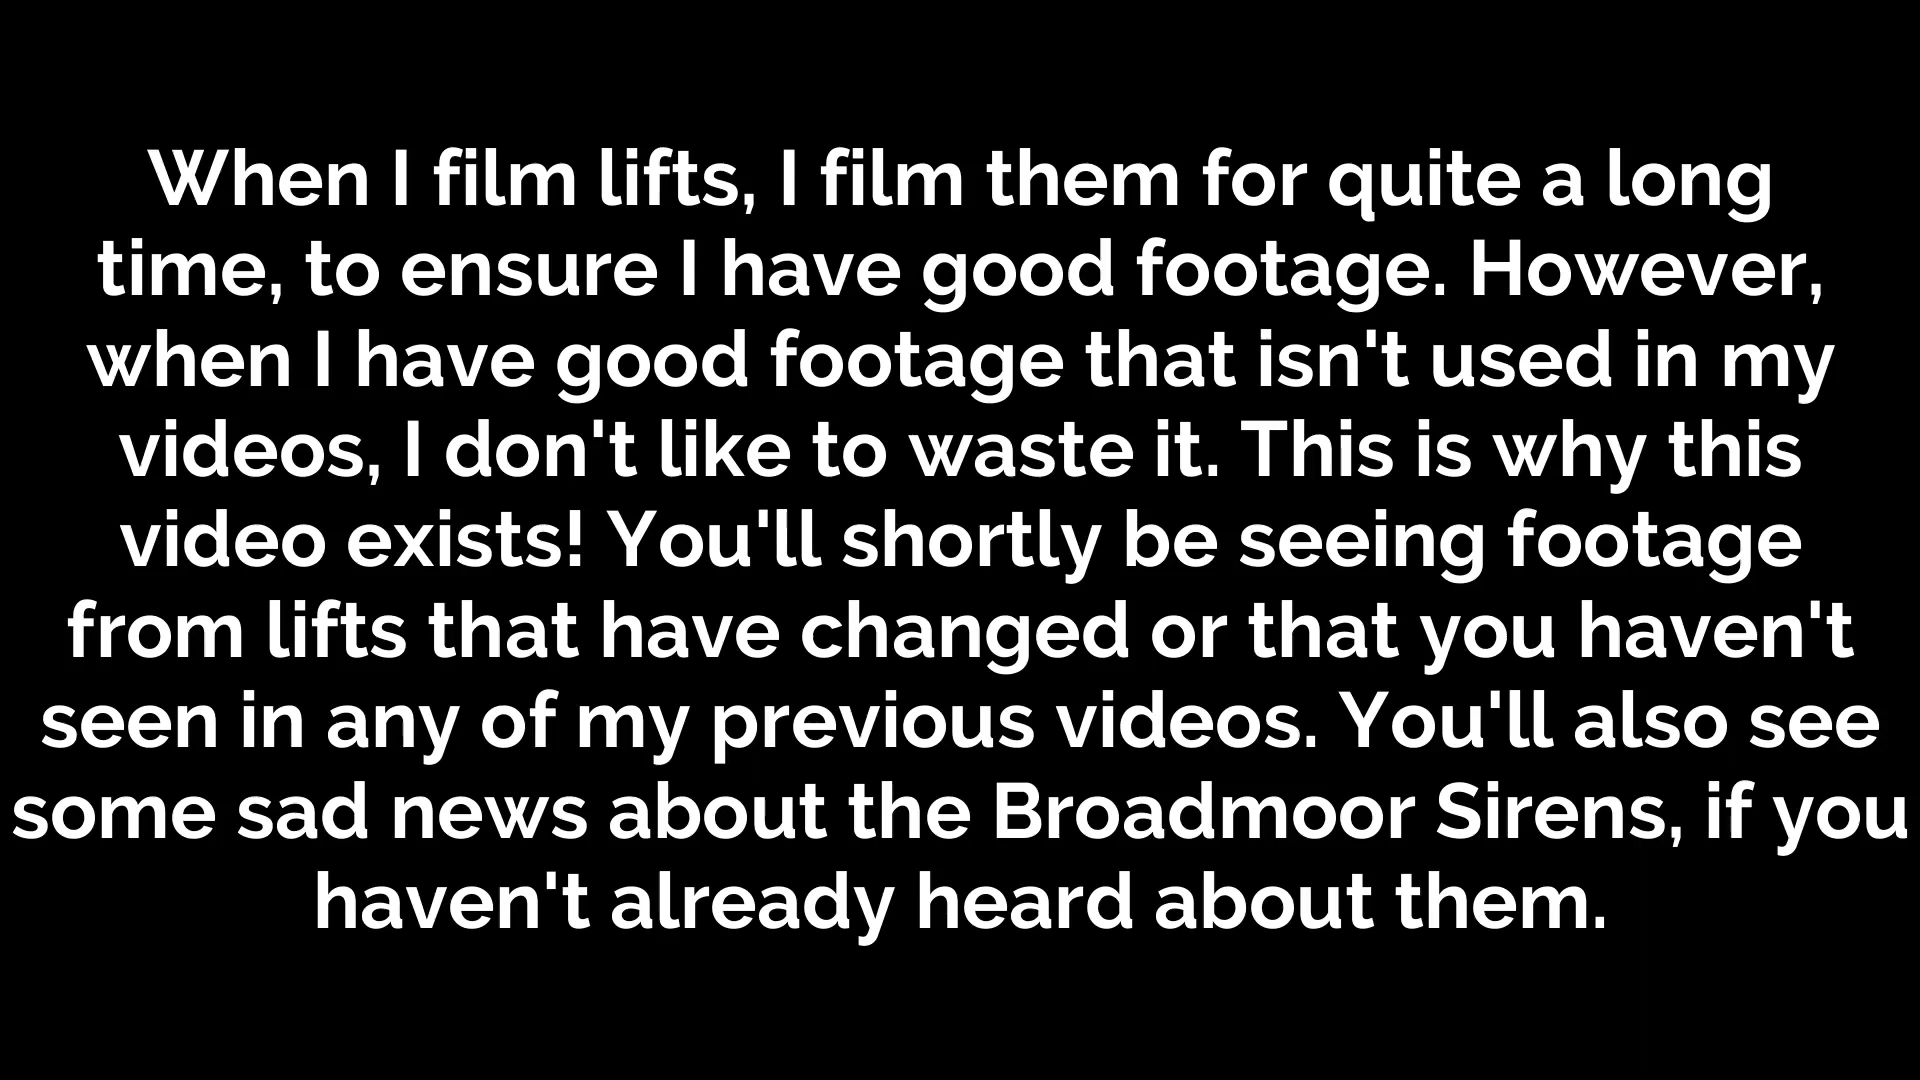 When I film lifts, I film them for quite a long
time, to ensure I have good footage. However,
when I have good footage that isn't used in my
videos, I don't like to waste it. This is why this
video exists! You'll shortly be seeing footage
from lifts that have changed or that you haven't
seen in any of my previous videos. You'll also see
some sad news about the Broadmoor Sirens, if you
haven't already heard about them.